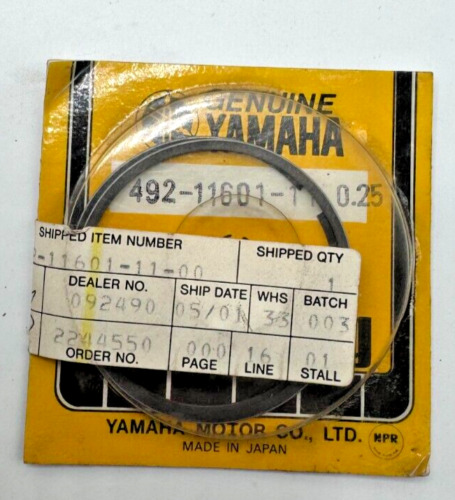 GENUINE
YAMAHA
492-11601-11 0.25
SHIPPED ITEM NUMBER
SHIPPED QTY
-11601-11-00
1
DEALER NO.
SHIP DATE
WHS
BATCH
092490
05/01
33
003
2244550
000
16
01
ORDER NO.
PAGE
LINE
STALL
YAMAHA MOTOR CO., LTD.
MPR
MADE IN JAPAN